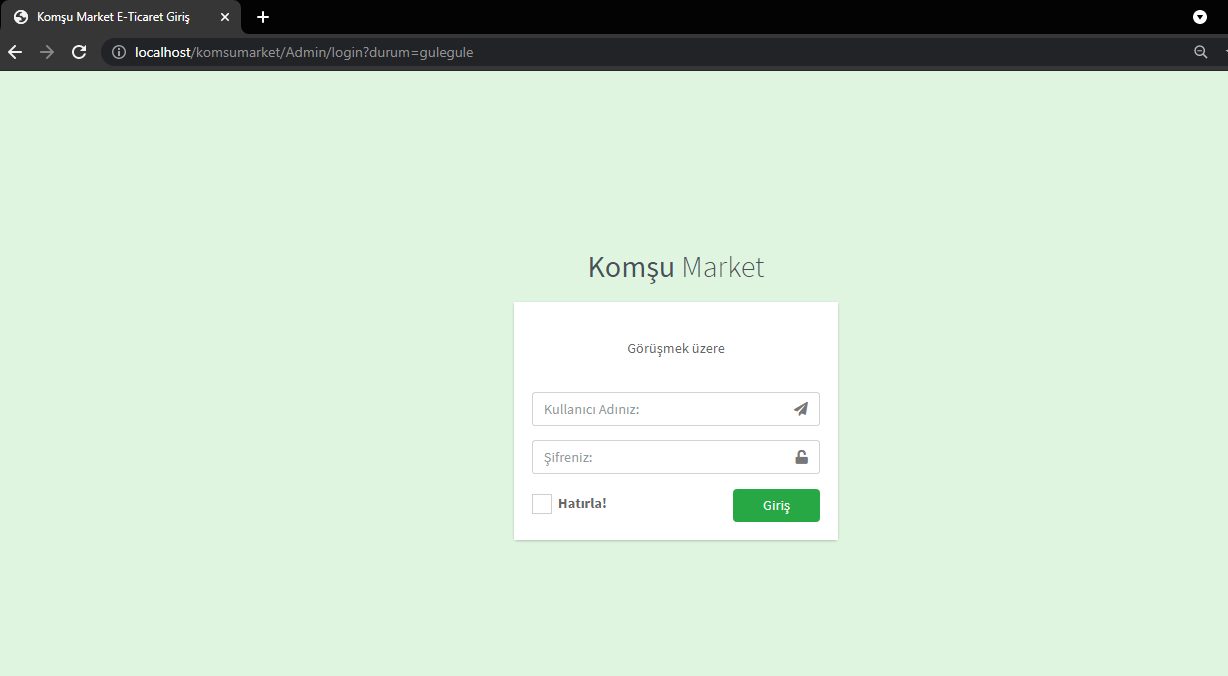 Komşu Market E-Ticaret Giriş
localhost/komsumarket/Admin/login?durum=gulegule
Komşu Market
Görüşmek üzere
Kullanıcı Adınız:
Şifreniz:
Hatırla!
Giriş